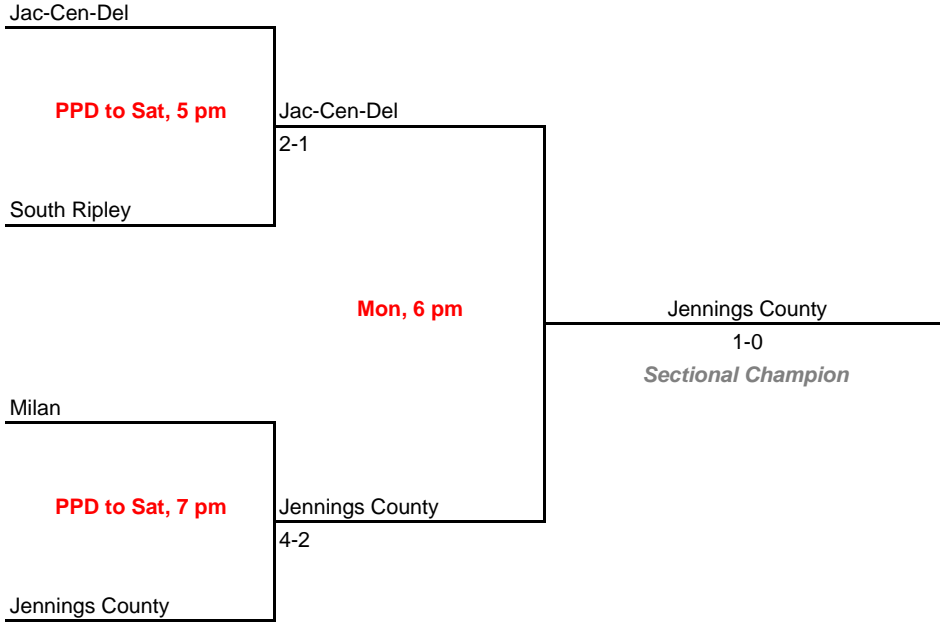 Jac-Cen-Del
PPD to Sat, 5 pm
Jac-Cen-Del
2-1
South Ripley
Mon, 6 pm
Jennings County
1-0
Sectional Champion
Milan
PPD to Sat, 7 pm
Jennings County
4-2
Jennings County